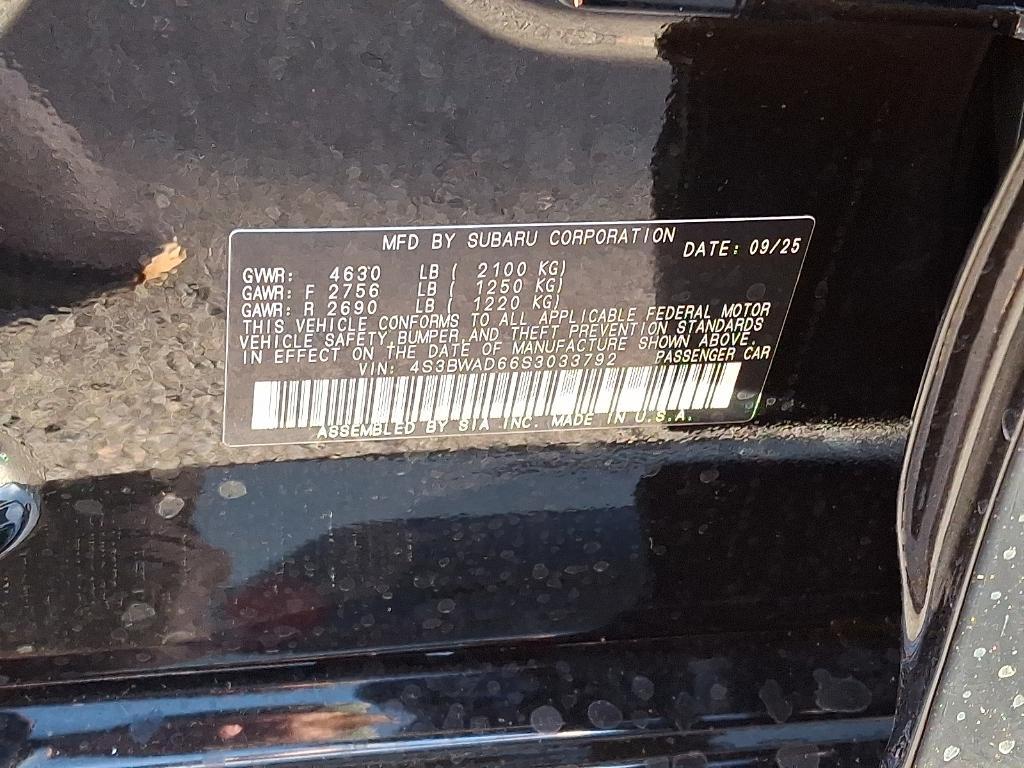 MFD BY SUBARU CORPORATION DATE: 09/25
GVWR: 4630 LB ( 2100 KG)
GAWR: F 2756 LB ( 1250 KG)
GAWR: R 2690 LB ( 1220 KG)
THIS VEHICLE CONFORMS TO ALL APPLICABLE FEDERAL MOTOR
VEHICLE SAFETY, BUMPER, AND THEFT PREVENTION STANDARDS
IN EFFECT ON THE DATE OF MANUFACTURE SHOWN ABOVE.
VIN: 4S3BWAD66S3033792 PASSENGER CAR
ASSEMBLED BY SIA INC. MADE IN U.S.A.